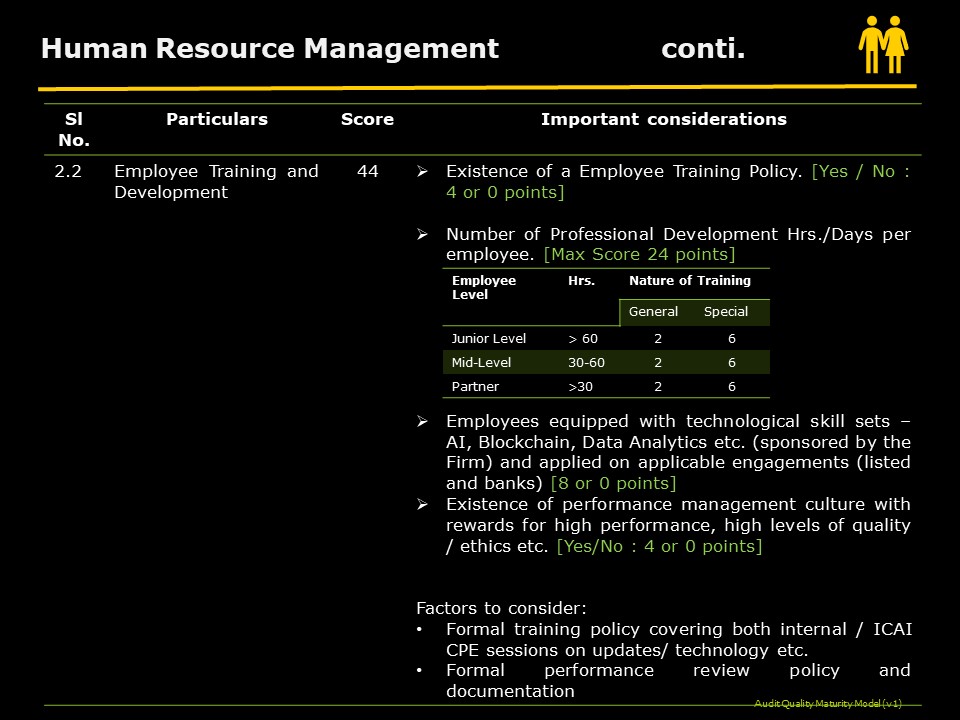 Human Resource Management conti.
Sl No. Particulars Score Important considerations
2.2 Employee Training and Development 44
➢ Existence of a Employee Training Policy. [Yes / No :
4 or 0 points]
➢ Number of Professional Development Hrs./Days per
employee. [Max Score 24 points]
Employee Level Hrs. Nature of Training
General Special
Junior Level > 60 2 6
Mid-Level 30-60 2 6
Partner >30 2 6
➢ Employees equipped with technological skill sets –
AI, Blockchain, Data Analytics etc. (sponsored by the
Firm) and applied on applicable engagements (listed
and banks) [8 or 0 points]
➢ Existence of performance management culture with
rewards for high performance, high levels of quality
/ ethics etc. [Yes/No : 4 or 0 points]
Factors to consider:
• Formal training policy covering both internal / ICAI
CPE sessions on updates/ technology etc.
• Formal performance review policy and
documentation
Audit Quality Maturity Model (v1)